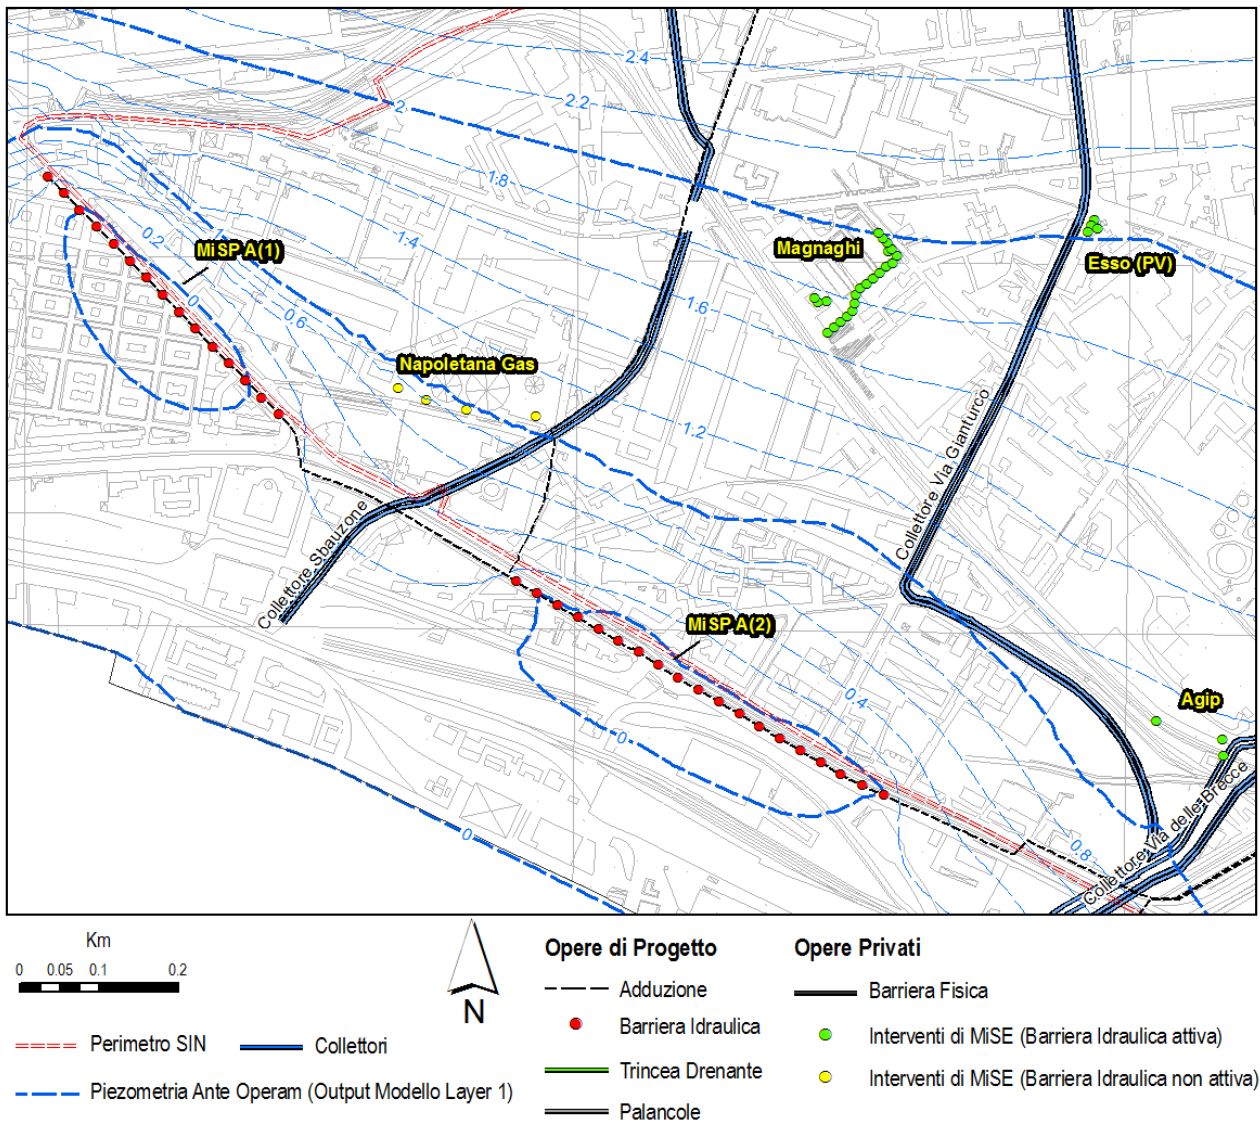 2.4
2.2
2
1.8
1.4
0.2
MiSP A(1)
1
0
0.6
1.6
1.2
Magnaghi
Esso (PV)
Napoletana Gas
Collettore Via Gianturco
Collettore Sbauzone
MiSP A(2)
0.4
0
Agip
0.8
Collettore Via delle Brecce
0
Km
0 0.05 0.1 0.2
N
Perimetro SIN
Collettori
Piezometria Ante Operam (Output Modello Layer 1)
Opere di Progetto
Adduzione
Barriera Idraulica
Trincea Drenante
Palancole
Opere Privati
Barriera Fisica
Interventi di MiSE (Barriera Idraulica attiva)
Interventi di MiSE (Barriera Idraulica non attiva)